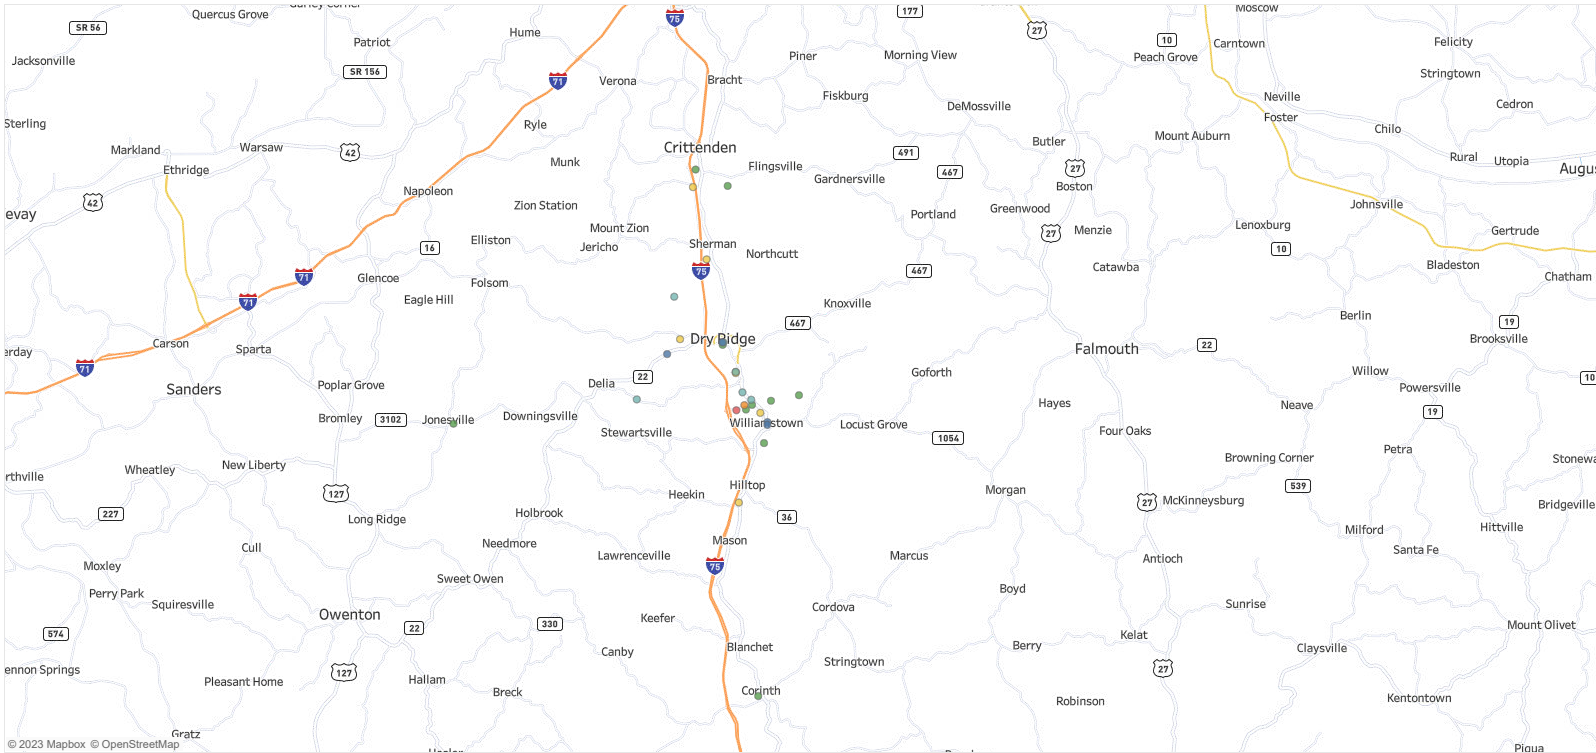 Quercus Grove
177
Moscow
SR 56
Hume
75
27
10
Carntown
Felicity
Patriot
Piner
Morning View
Peach Grove
Jacksonville
SR 156
71
Verona
Bracht
Stringtown
Fiskburg
DeMossville
Neville
Cedron
Sterling
Ryle
Foster
Chilo
Mount Auburn
Butler
Markland
Warsaw
42
Crittenden
491
Rural
Utopia
Ethridge
Munk
Flingsville
467
27
Gardnersville
Boston
Augus
Napoleon
42
Zion Station
Johnsville
evay
Portland
Greenwood
Mount Zion
Menzie
27
Lenoxburg
Gertrude
16
Elliston
Jericho
Sherman
Northcutt
10
Bladeston
Glencoe
71
Folsom
75
467
Catawba
Chatham
71
Eagle Hill
Knoxville
467
Berlin
19
Carson
Sparta
Dry Ridge
Falmouth
22
Brooksville
erday
71
Sanders
Poplar Grove
Delia
22
Goforth
Willow
Powersville
10
Bromley
3102
Jonesville
Downingsville
Williamstown
Locust Grove
Hayes
Neave
19
Stewartsville
1054
Four Oaks
Petra
rthville
Wheatley
New Liberty
Browning Corner
Stonewa
127
Heekin
Hilltop
Morgan
539
227
27
McKinneysburg
Bridgeville
Long Ridge
Holbrook
36
Milford
Hittville
Cull
Needmore
Lawrenceville
Mason
Marcus
Santa Fe
Moxley
75
Antioch
Perry Park
Sweet Owen
Boyd
Squiresville
Owenton
Keefer
Cordova
Sunrise
574
22
330
Mount Olivet
Kelat
Blanchet
Berry
Claysville
ennon Springs
127
Canby
Stringtown
27
Pleasant Home
Hallam
Breck
Corinth
Robinson
Kentontown
Gratz
© 2023 Mapbox © OpenStreetMap
Piqua